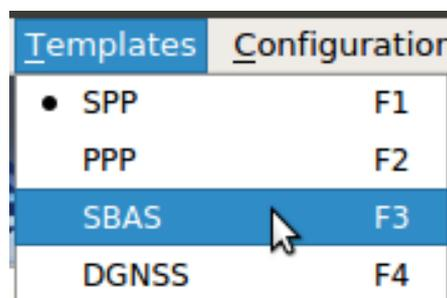 Templates Configuration
SPP F1
PPP F2
SBAS F3
DGNSS F4